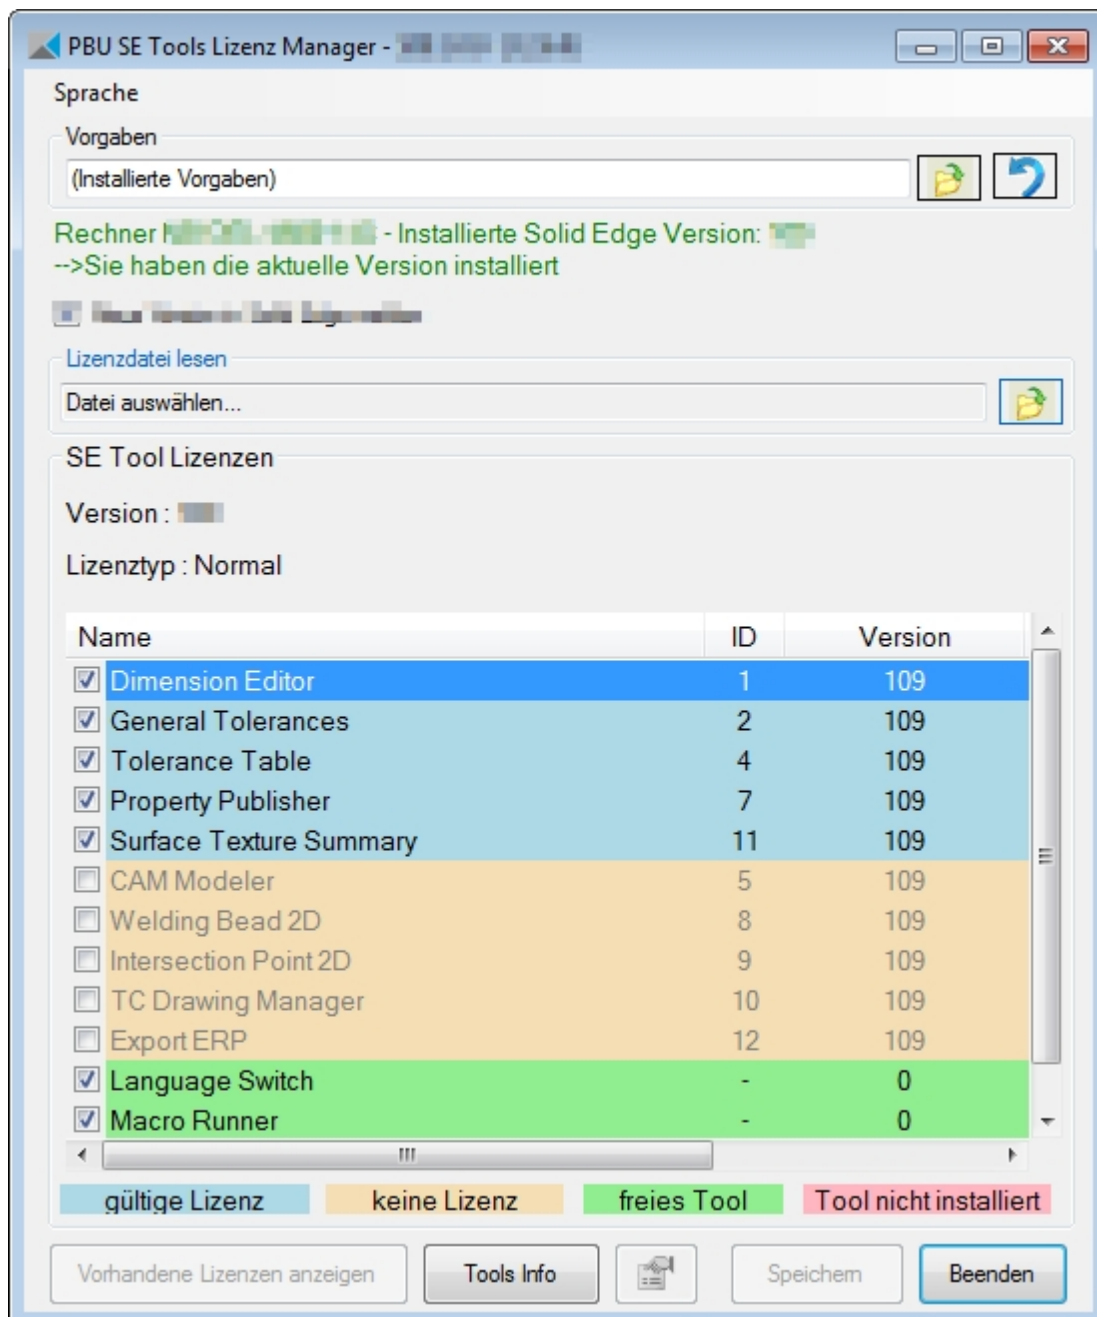 PBU SE Tools Lizenz Manager -
Sprache
Vorgaben
(Installierte Vorgaben)
Rechner - Installierte Solid Edge Version:
-->Sie haben die aktuelle Version installiert
Lizenzdatei lesen
Datei auswählen...
SE Tool Lizenzen
Version :
Lizenztyp : Normal
Name ID Version
Dimension Editor 1 109
General Tolerances 2 109
Tolerance Table 4 109
Property Publisher 7 109
Surface Texture Summary 11 109
CAM Modeler 5 109
Welding Bead 2D 8 109
Intersection Point 2D 9 109
TC Drawing Manager 10 109
Export ERP 12 109
Language Switch - 0
Macro Runner - 0
gültige Lizenz keine Lizenz freies Tool Tool nicht installiert
Vorhandene Lizenzen anzeigen Tools Info Speichern Beenden